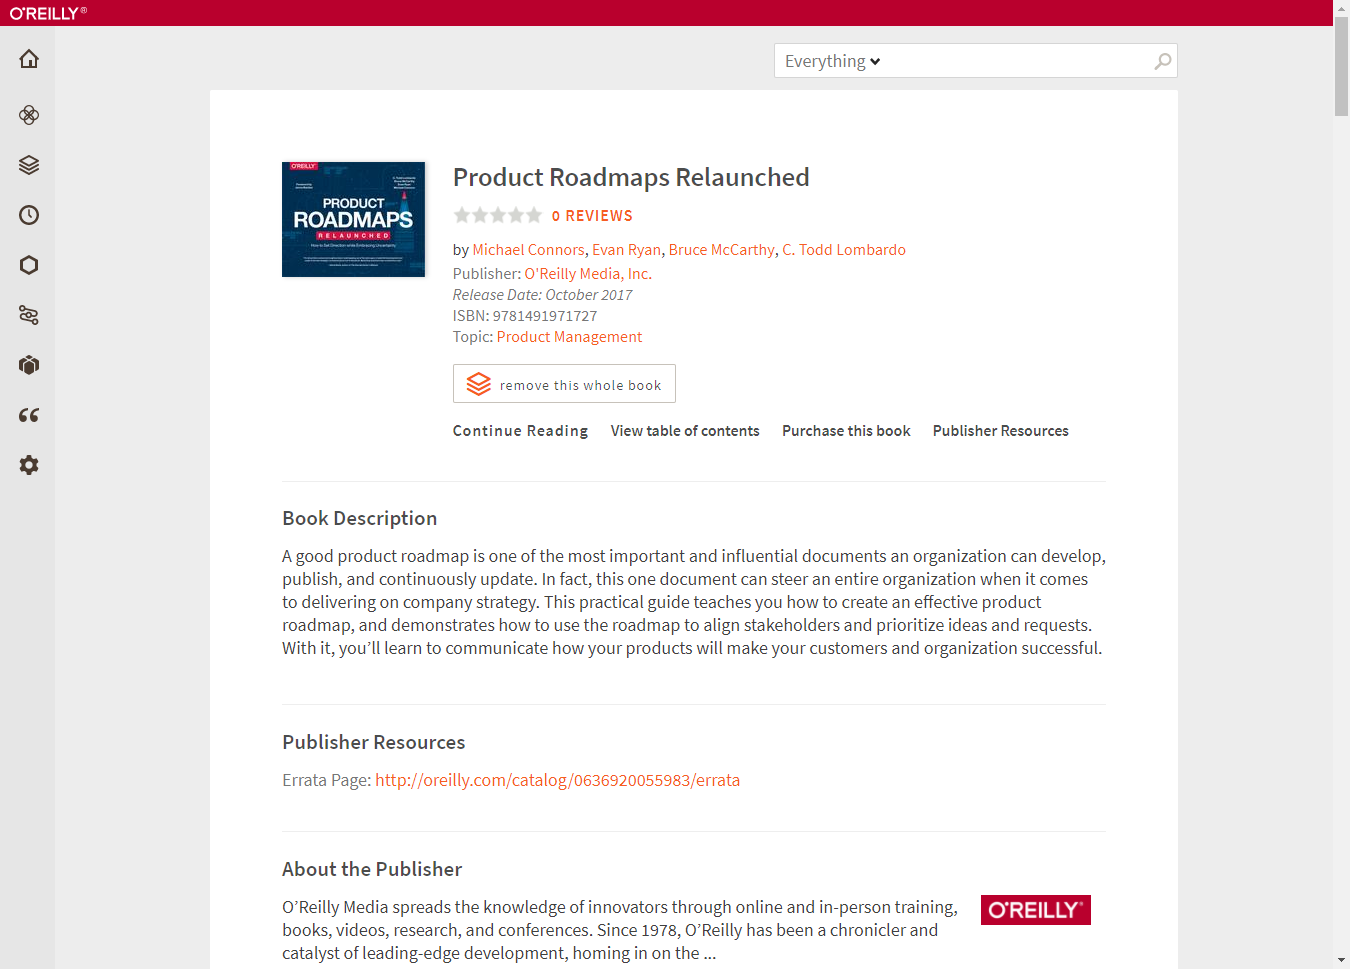 O'REILLY®
Everything
O'REILLY
PRODUCT
ROADMAPS
RELAUNCHED
How to Set Direction while Embracing Uncertainty
Product Roadmaps Relaunched
0 REVIEWS
by Michael Connors, Evan Ryan, Bruce McCarthy, C. Todd Lombardo
Publisher: O'Reilly Media, Inc.
Release Date: October 2017
ISBN: 9781491971727
Topic: Product Management
remove this whole book
Continue Reading View table of contents Purchase this book Publisher Resources
Book Description
A good product roadmap is one of the most important and influential documents an organization can develop,
publish, and continuously update. In fact, this one document can steer an entire organization when it comes
to delivering on company strategy. This practical guide teaches you how to create an effective product
roadmap, and demonstrates how to use the roadmap to align stakeholders and prioritize ideas and requests.
With it, you’ll learn to communicate how your products will make your customers and organization successful.
Publisher Resources
Errata Page: http://oreilly.com/catalog/0636920055983/errata
About the Publisher
O’Reilly Media spreads the knowledge of innovators through online and in-person training,
books, videos, research, and conferences. Since 1978, O’Reilly has been a chronicler and
catalyst of leading-edge development, homing in on the ...
O'REILLY®